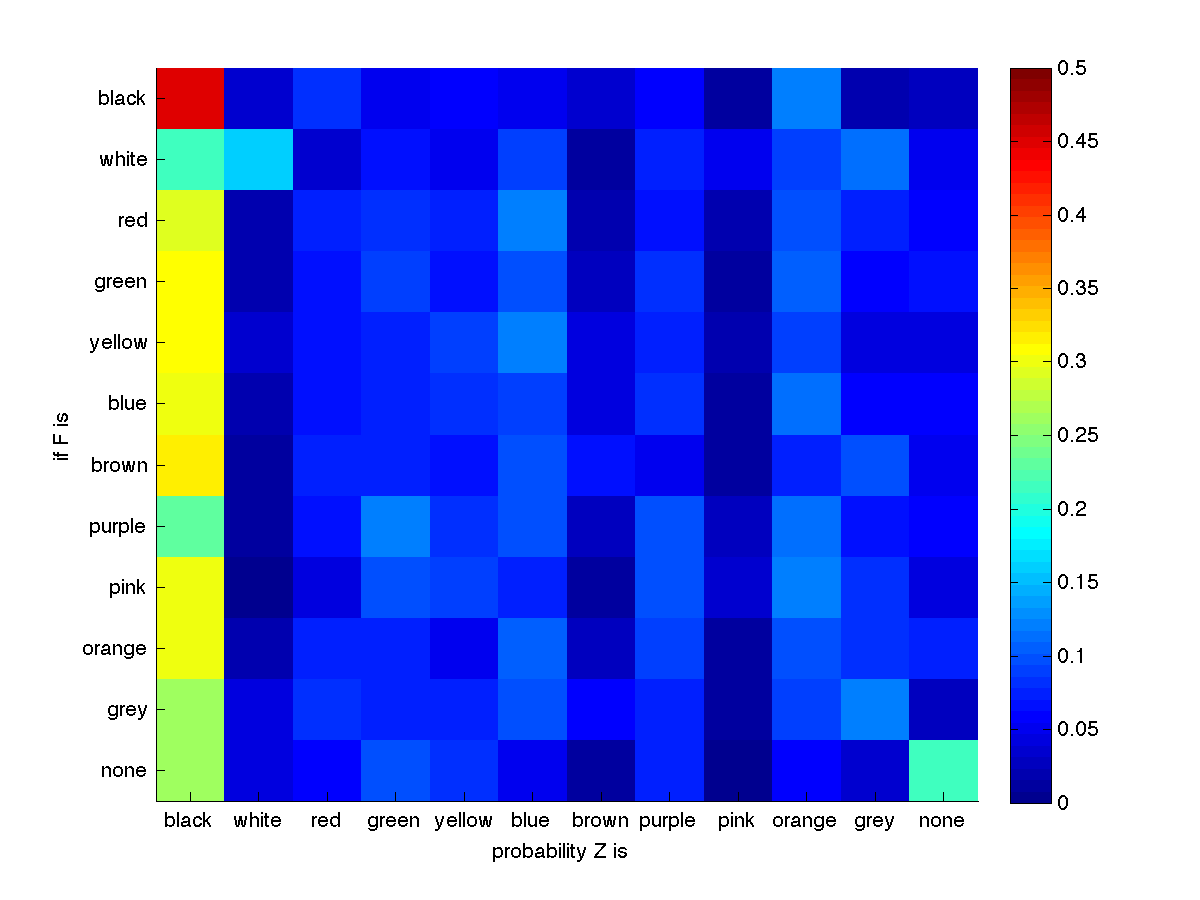 black
white
red
green
yellow
blue
brown
purple
pink
orange
grey
none
if F is
black white red green yellow blue brown purple pink orange grey none
probability Z is
0.5
0.45
0.4
0.35
0.3
0.25
0.2
0.15
0.1
0.05
0